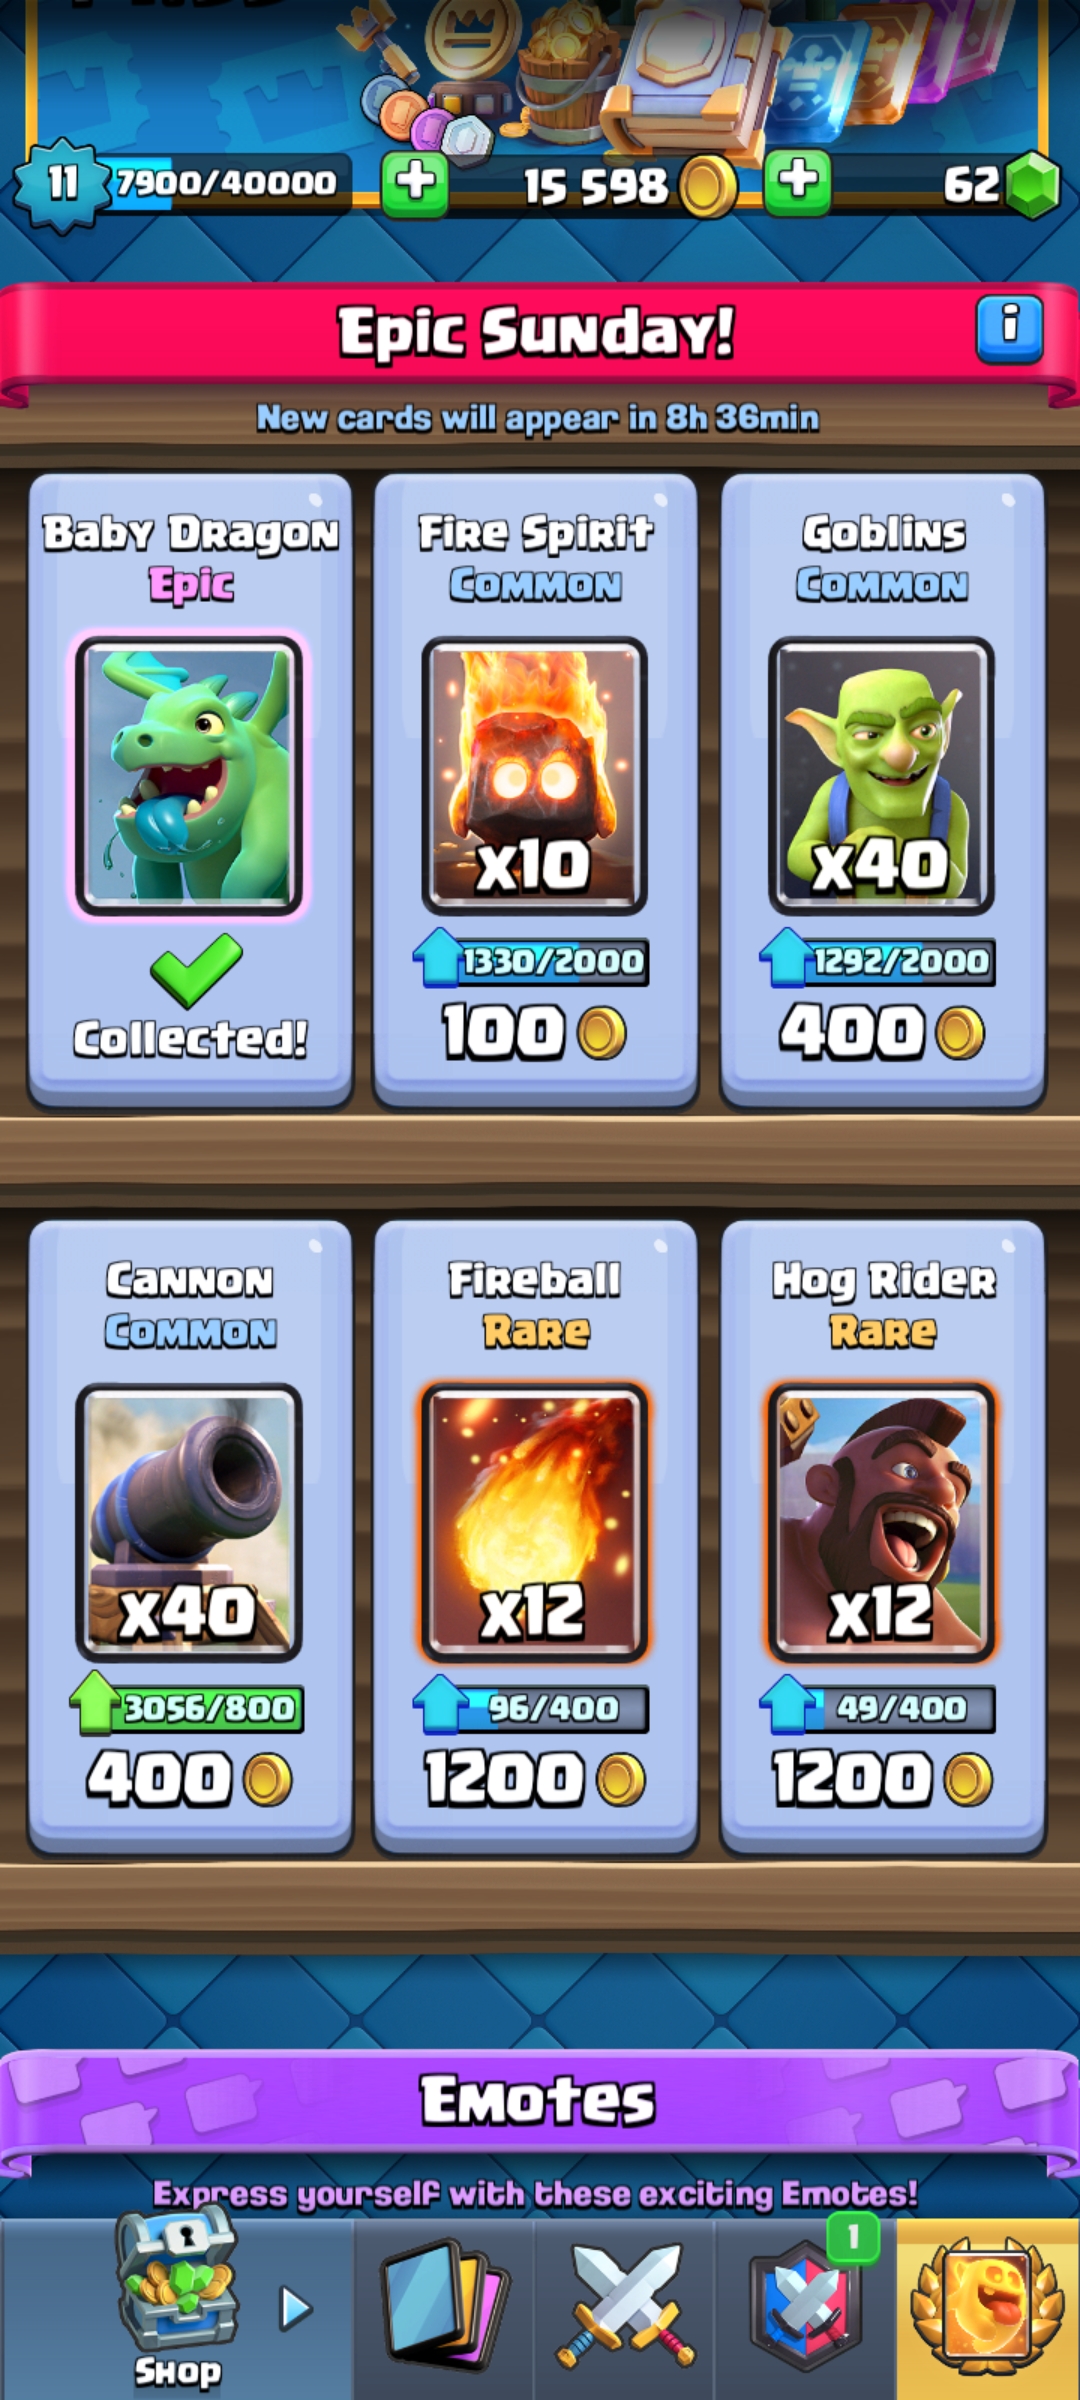 11 7900/40000 15 598 62
Epic Sunday!
i
New cards will appear in 8h 36min
Baby Dragon
Epic
Collected!
Fire Spirit
Common
x10
1330/2000
100
Goblins
Common
x40
1292/2000
400
Cannon
Common
x40
3056/800
400
Fireball
Rare
x12
96/400
1200
Hog Rider
Rare
x12
49/400
1200
Emotes
Express yourself with these exciting Emotes!
1
Shop